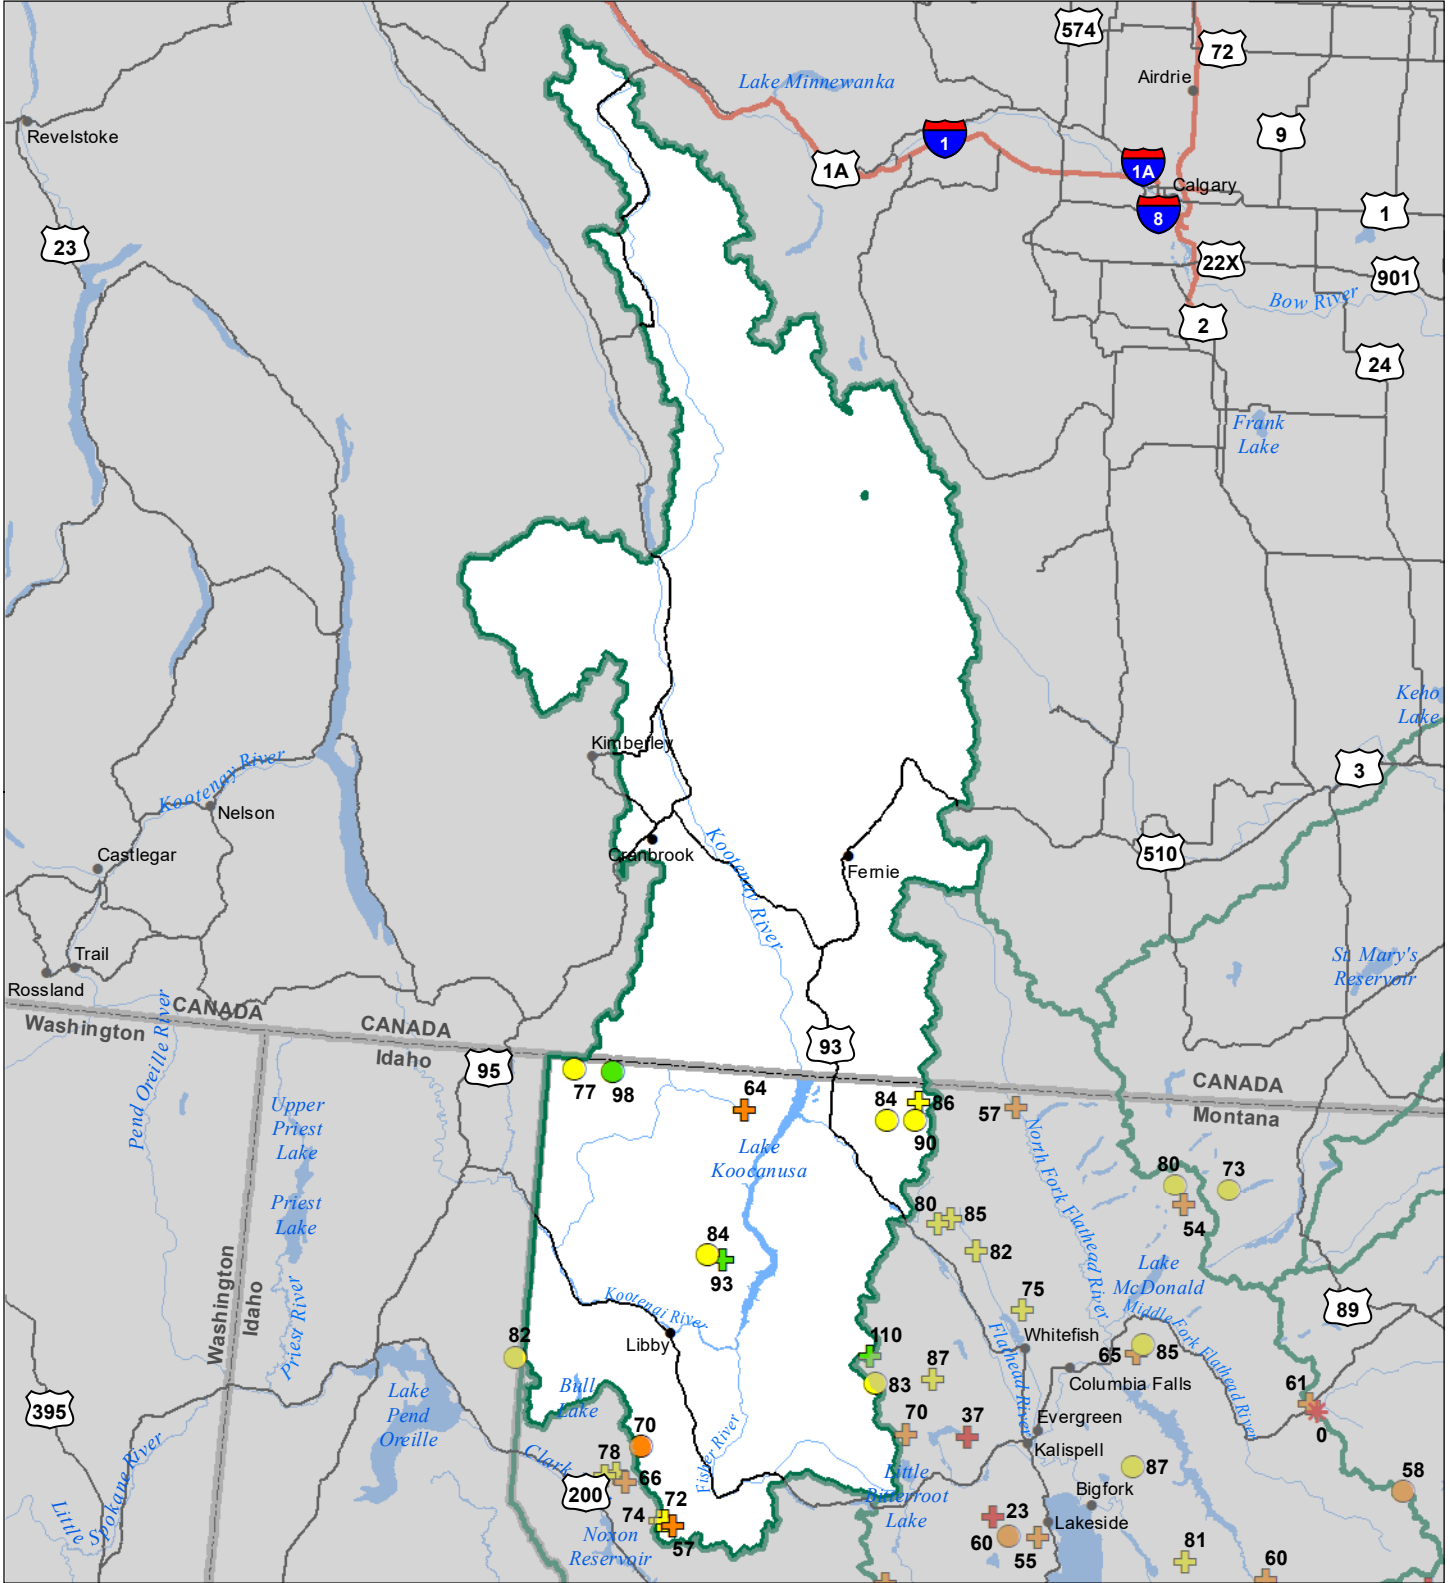 574
72
Airdrie
Lake Minnewanka
9
Revelstoke
1
1A
1A
Calgary
8
1
23
22X
901
Bow River
2
24
Frank
Lake
Keho
Lake
Kimberley
3
Kootenay River
Nelson
Kootenay River
Castlegar
Cranbrook
510
Fernie
Trail
Rossland
St. Mary's
Reservoir
CANADA
Washington
CANADA
Idaho
Pend Oreille River
93
95
77
98
64
84
86
90
57
CANADA
Montana
Upper
Priest
Lake
Lake
Koocanusa
North Fork Flathead River
80
73
54
Priest
Lake
80
85
82
84
93
Lake
McDonald
Washington
Idaho
Priest River
75
Middle Fork Flathead River
89
Kootenai River
Libby
Flathead River
Whitefish
82
110
87
65
85
Columbia Falls
83
Bull
Lake
Lake
Pend
Oreille
395
61
0
70
70
37
Evergreen
Kalispell
Fisher River
Clark
78
66
200
Little
Bitterroot
Lake
87
58
Bigfork
Little
Spokane River
74
72
57
Noxon
Reservoir
23
60
55
Lakeside
81
60